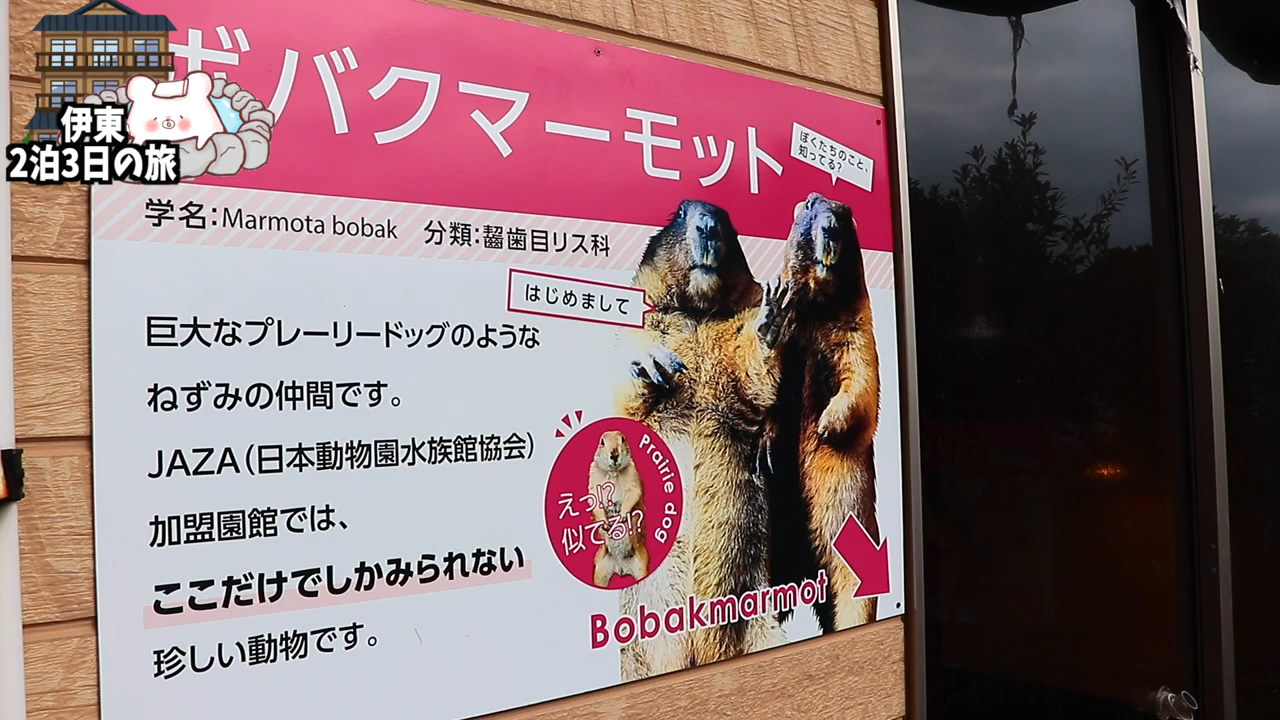 伊東
2泊3日の旅
ボバクマーモット
ぼくたちのこと、
知ってる?
学名:Marmota bobak 分類:齧歯目リス科
はじめまして
巨大なプレーリードッグのような
ねずみの仲間です。
JAZA(日本動物園水族館協会)
加盟園館では、
ここだけでしかみられない
珍しい動物です。
Prairie dog
えっ!?
似てる!?
Bobakmarmot